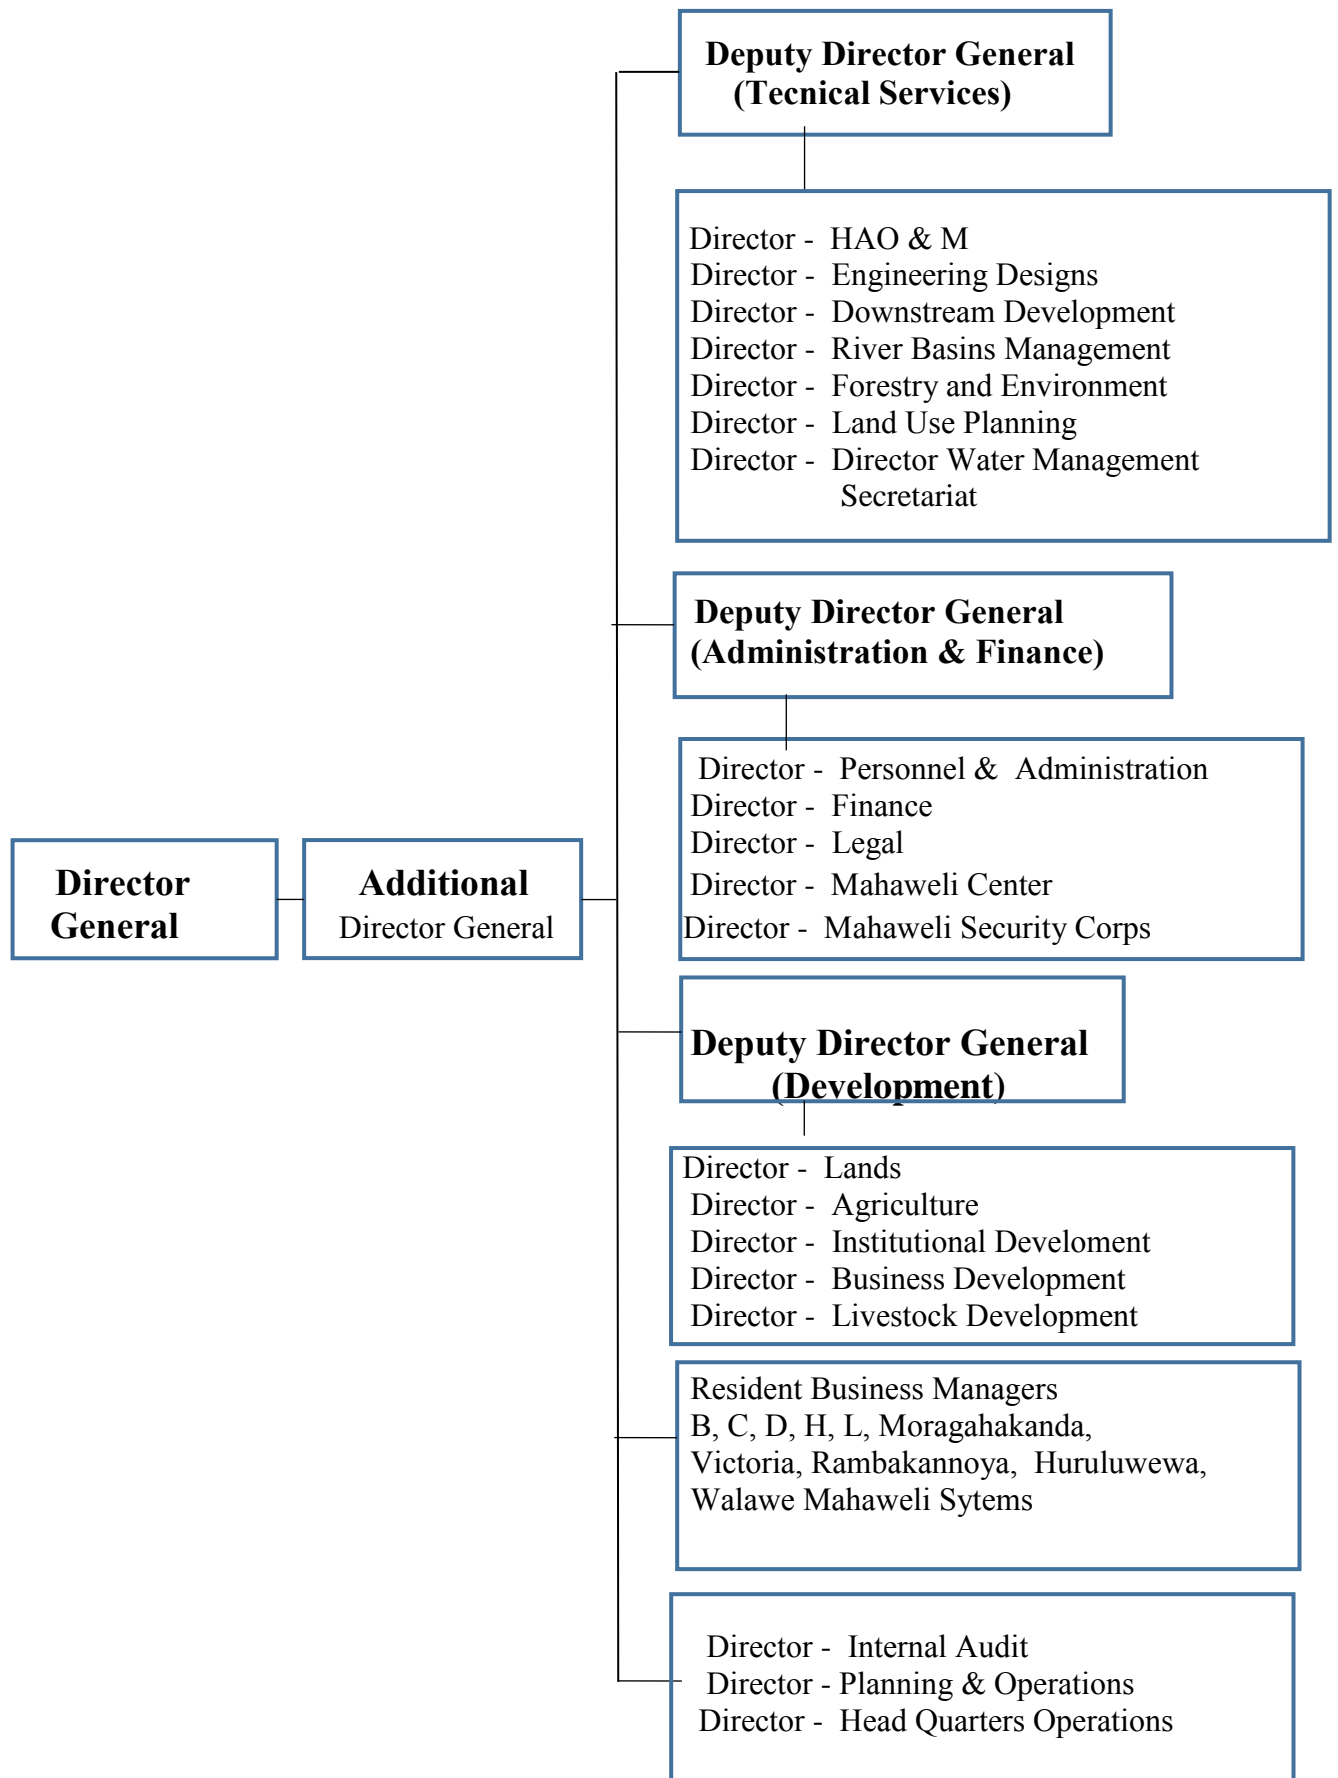 Deputy Director General
(Tecnical Services)
Director - HAO & M
Director - Engineering Designs
Director - Downstream Development
Director - River Basins Management
Director - Forestry and Environment
Director - Land Use Planning
Director - Director Water Management
Secretariat
Deputy Director General
(Administration & Finance)
Director - Personnel & Administration
Director - Finance
Director - Legal
Director - Mahaweli Center
Director - Mahaweli Security Corps
Director
General
Additional
Director General
Deputy Director General
(Development)
Director - Lands
Director - Agriculture
Director - Institutional Develoment
Director - Business Development
Director - Livestock Development
Resident Business Managers
B, C, D, H, L, Moragahakanda,
Victoria, Rambakannoya, Huruluwewa,
Walawe Mahaweli Sytems
Director - Internal Audit
Director - Planning & Operations
Director - Head Quarters Operations